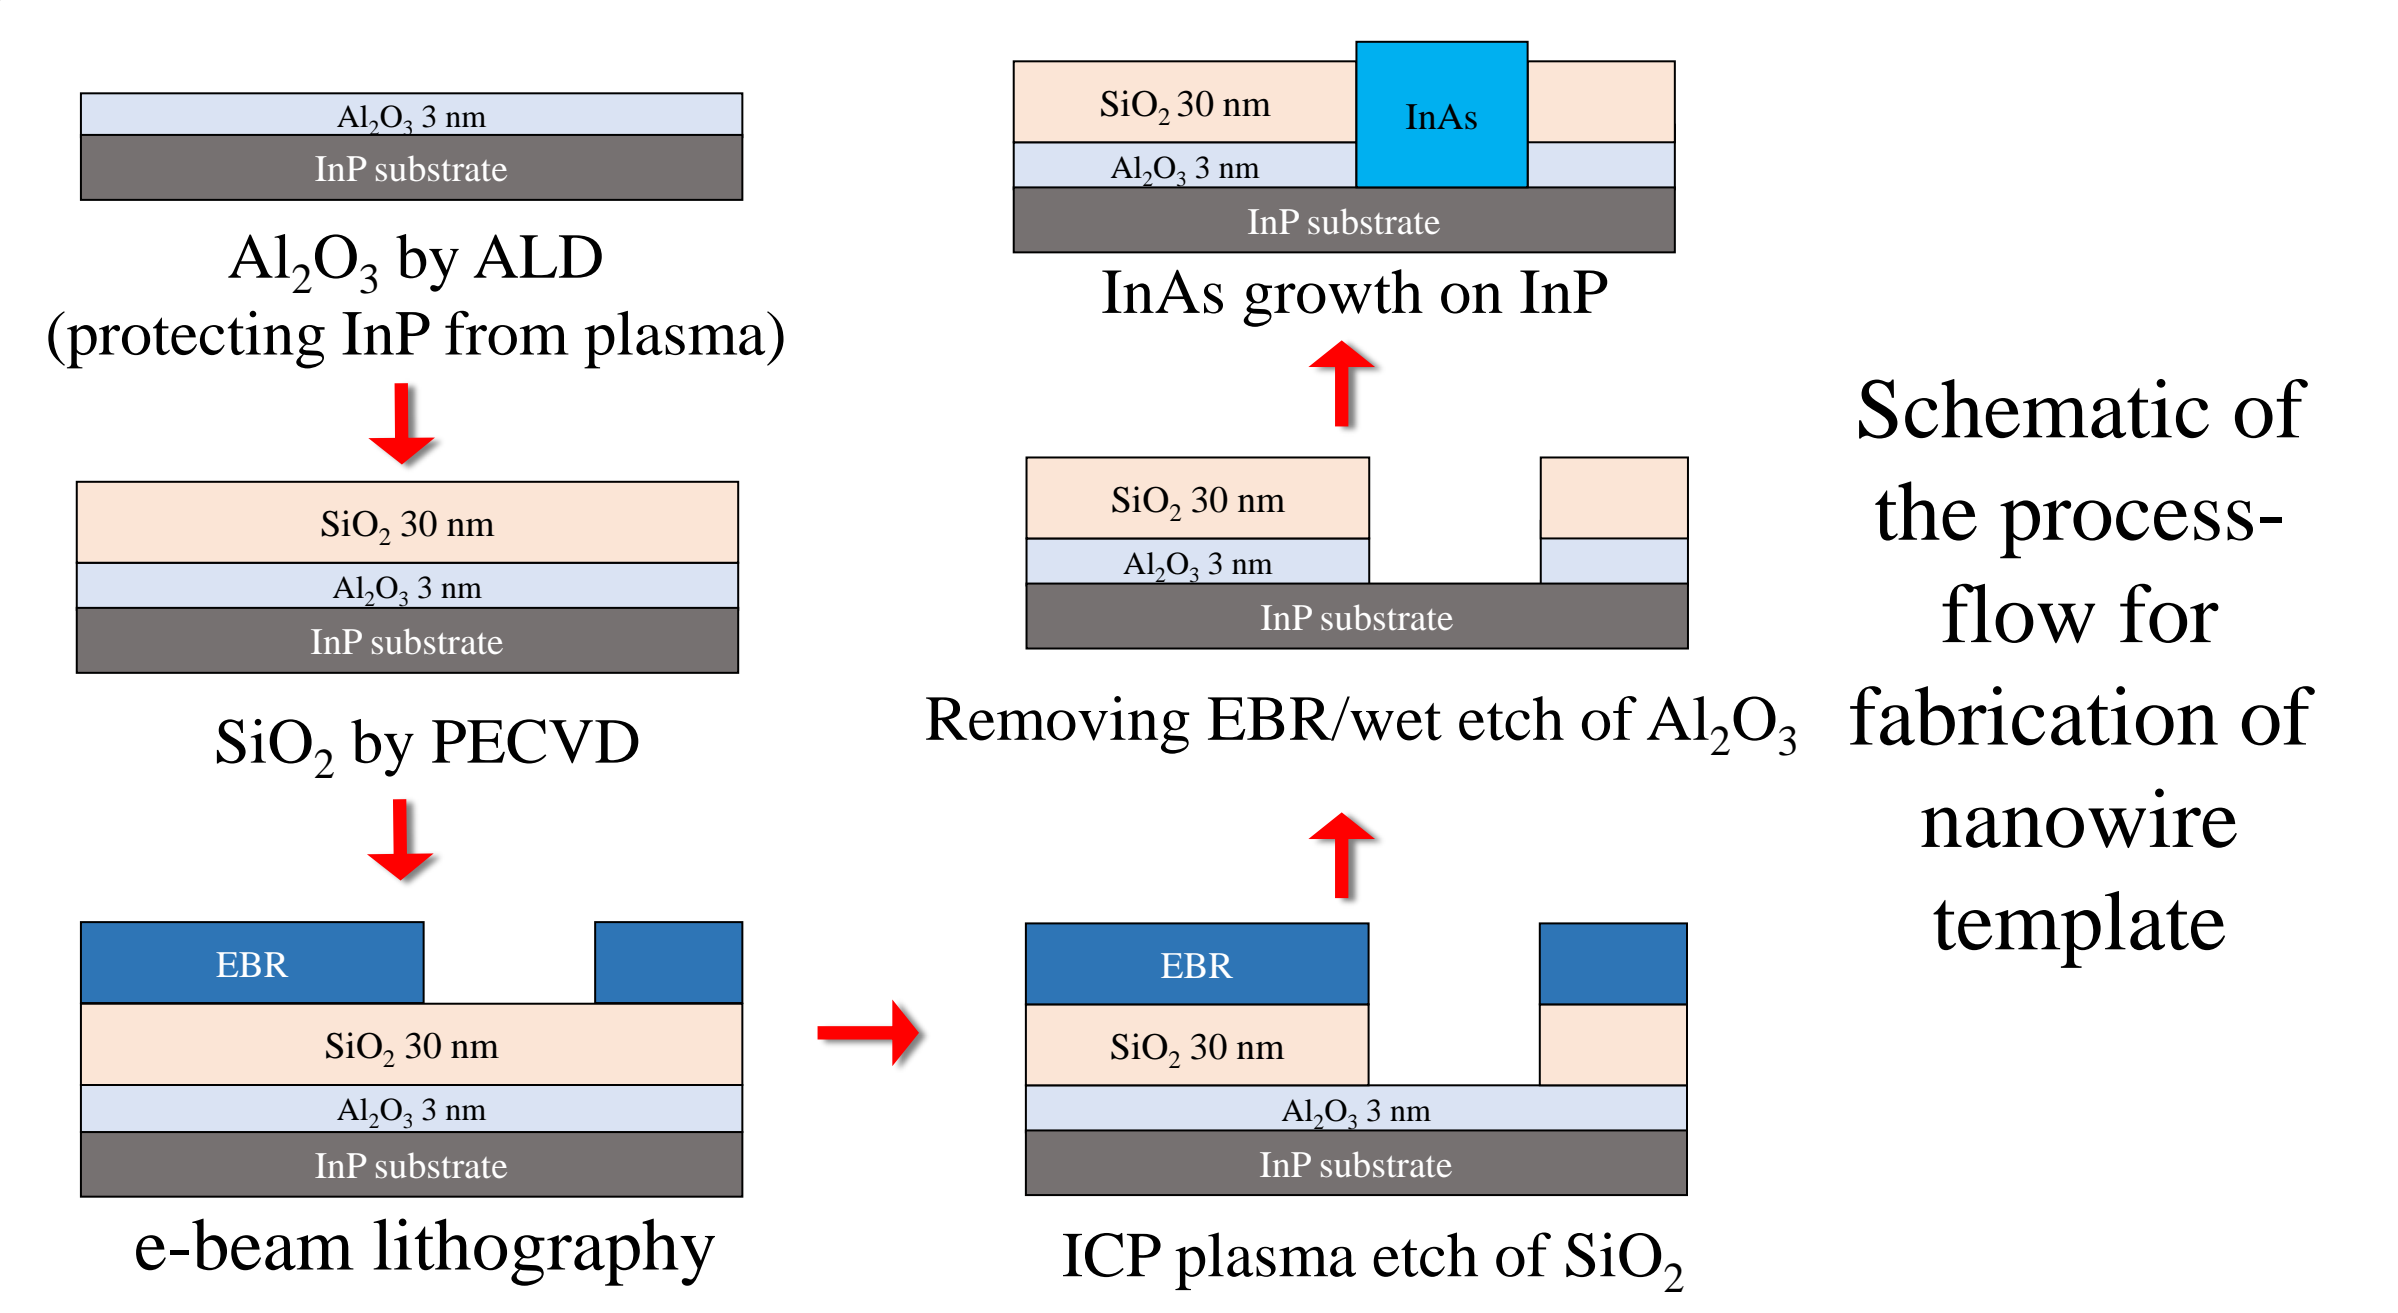 Al₂O₃ 3 nm
InP substrate
Al₂O₃ by ALD
(protecting InP from plasma)
SiO₂ 30 nm
Al₂O₃ 3 nm
InP substrate
SiO₂ by PECVD
EBR
SiO₂ 30 nm
Al₂O₃ 3 nm
InP substrate
e-beam lithography
EBR
SiO₂ 30 nm
Al₂O₃ 3 nm
InP substrate
ICP plasma etch of SiO₂
SiO₂ 30 nm
Al₂O₃ 3 nm
InP substrate
Removing EBR/wet etch of Al₂O₃
SiO₂ 30 nm
InAs
Al₂O₃ 3 nm
InP substrate
InAs growth on InP
Schematic of
the process-
flow for
fabrication of
nanowire
template